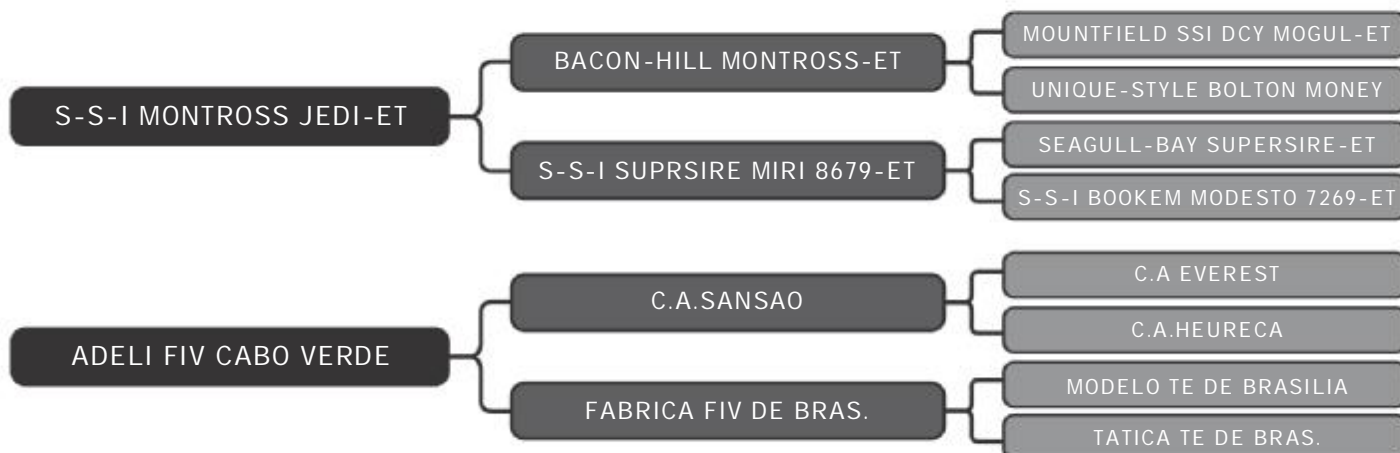 MOUNTFIELD SSI DCY MOGUL-ET
BACON-HILL MONTROSS-ET
UNIQUE-STYLE BOLTON MONEY
S-S-I MONTROSS JEDI-ET
SEAGULL-BAY SUPERSIRE-ET
S-S-I SUPRSIRE MIRI 8679-ET
S-S-I BOOKEM MODESTO 7269-ET
C.A EVEREST
C.A.SANSAO
C.A.HEURECA
ADELI FIV CABO VERDE
MODELO TE DE BRASILIA
FABRICA FIV DE BRAS.
TATICA TE DE BRAS.